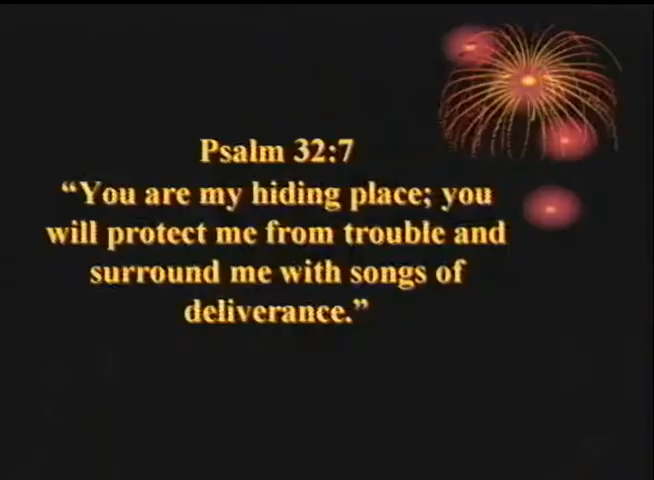 Psalm 32:7
“You are my hiding place; you
will protect me from trouble and
surround me with songs of
deliverance.”